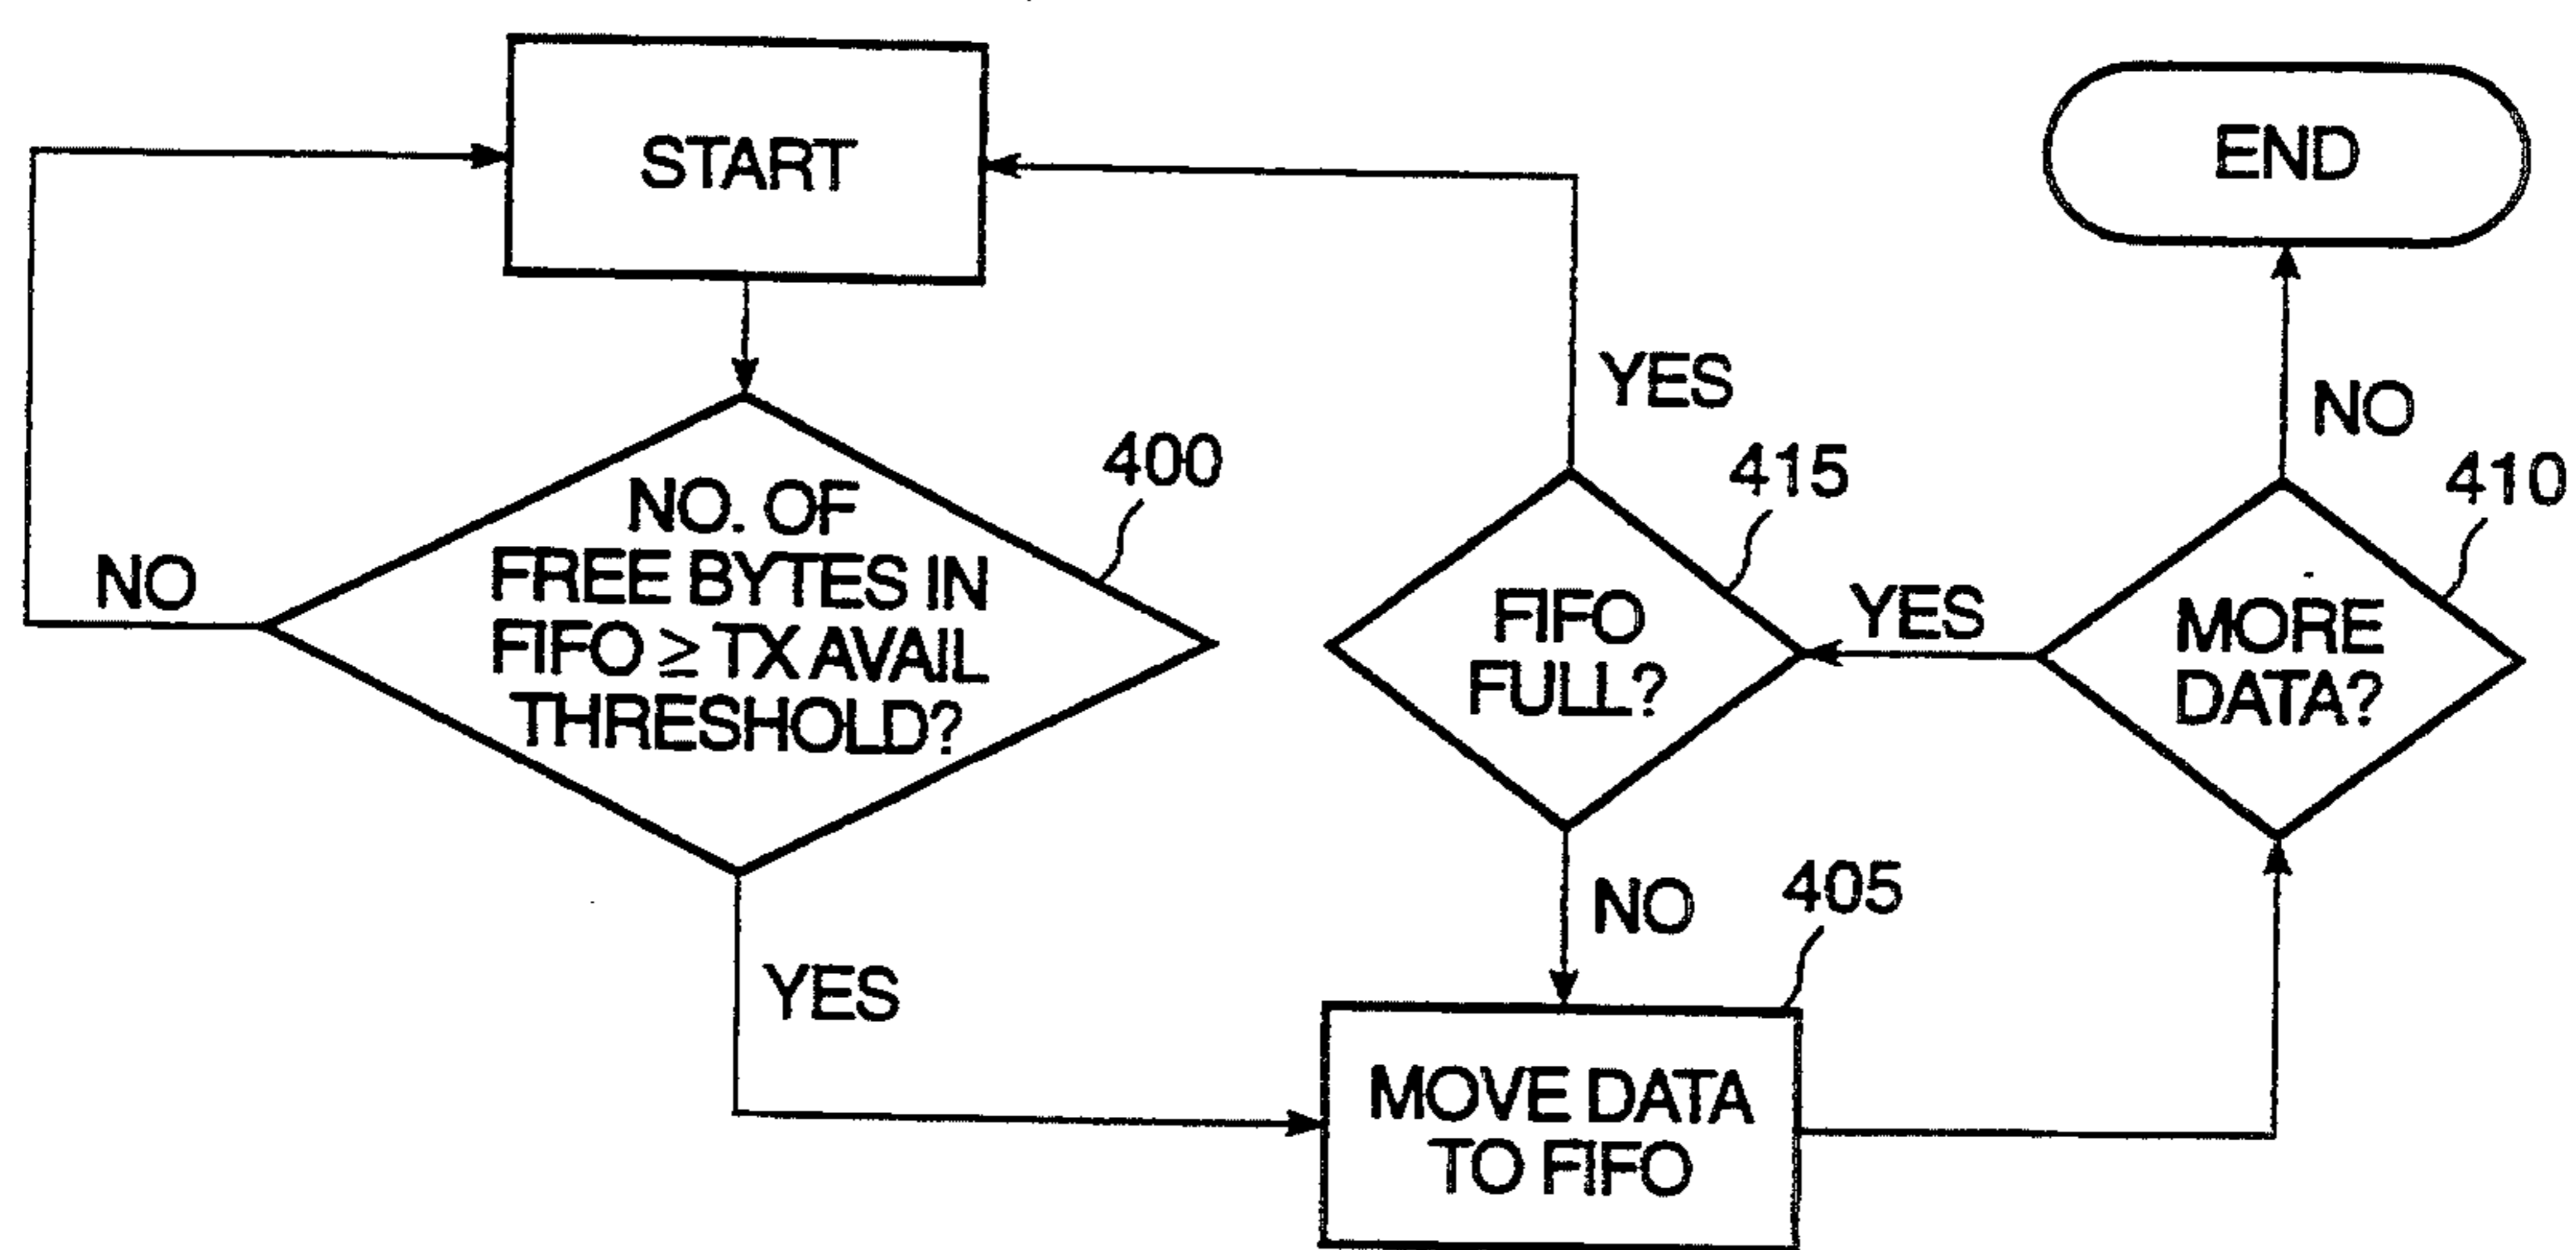 START
END
NO
NO. OF
FREE BYTES IN
FIFO ≥ TX AVAIL
THRESHOLD?
400
YES
YES
FIFO
FULL?
415
NO
YES
MORE
DATA?
410
NO
MOVE DATA
TO FIFO
405